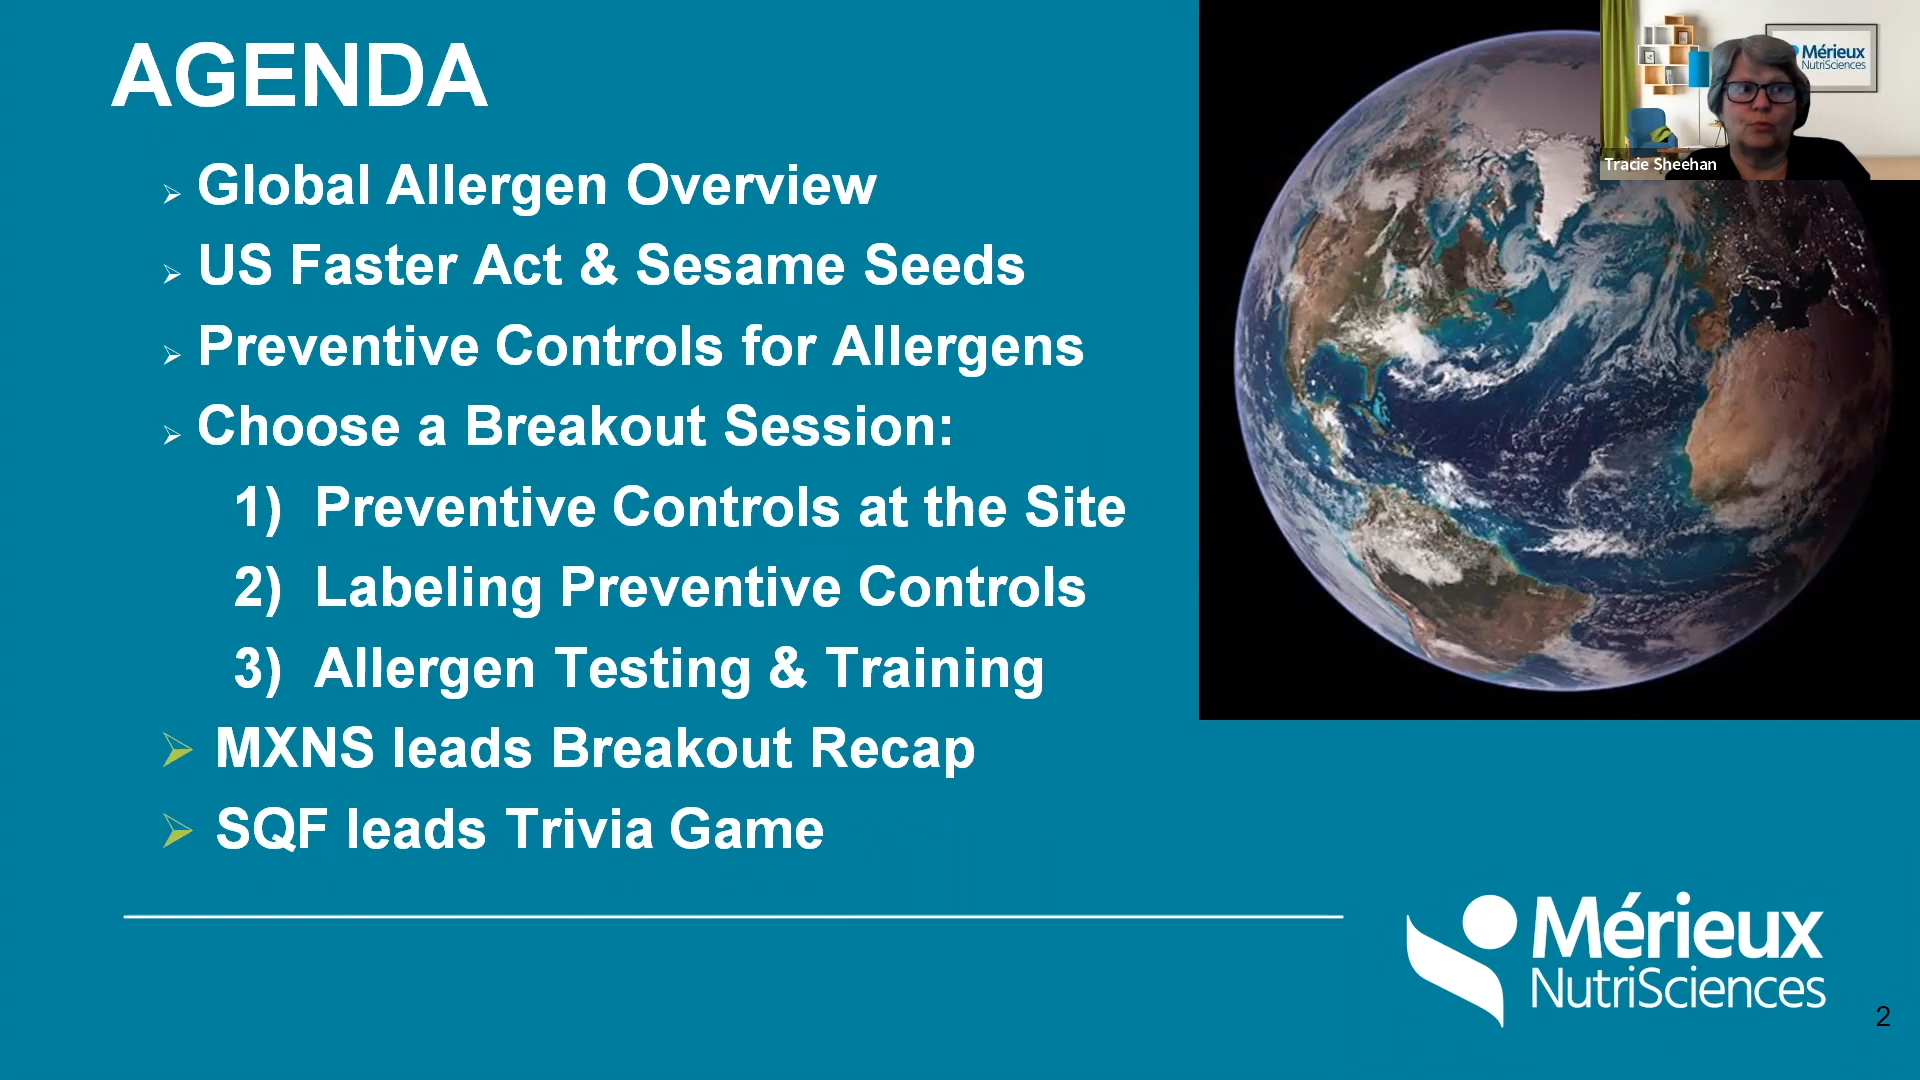 AGENDA
Global Allergen Overview
US Faster Act & Sesame Seeds
Preventive Controls for Allergens
Choose a Breakout Session:
1) Preventive Controls at the Site
2) Labeling Preventive Controls
3) Allergen Testing & Training
MXNS leads Breakout Recap
SQF leads Trivia Game
Mérieux
NutriSciences
Tracie Sheehan
Mérieux
NutriSciences
2